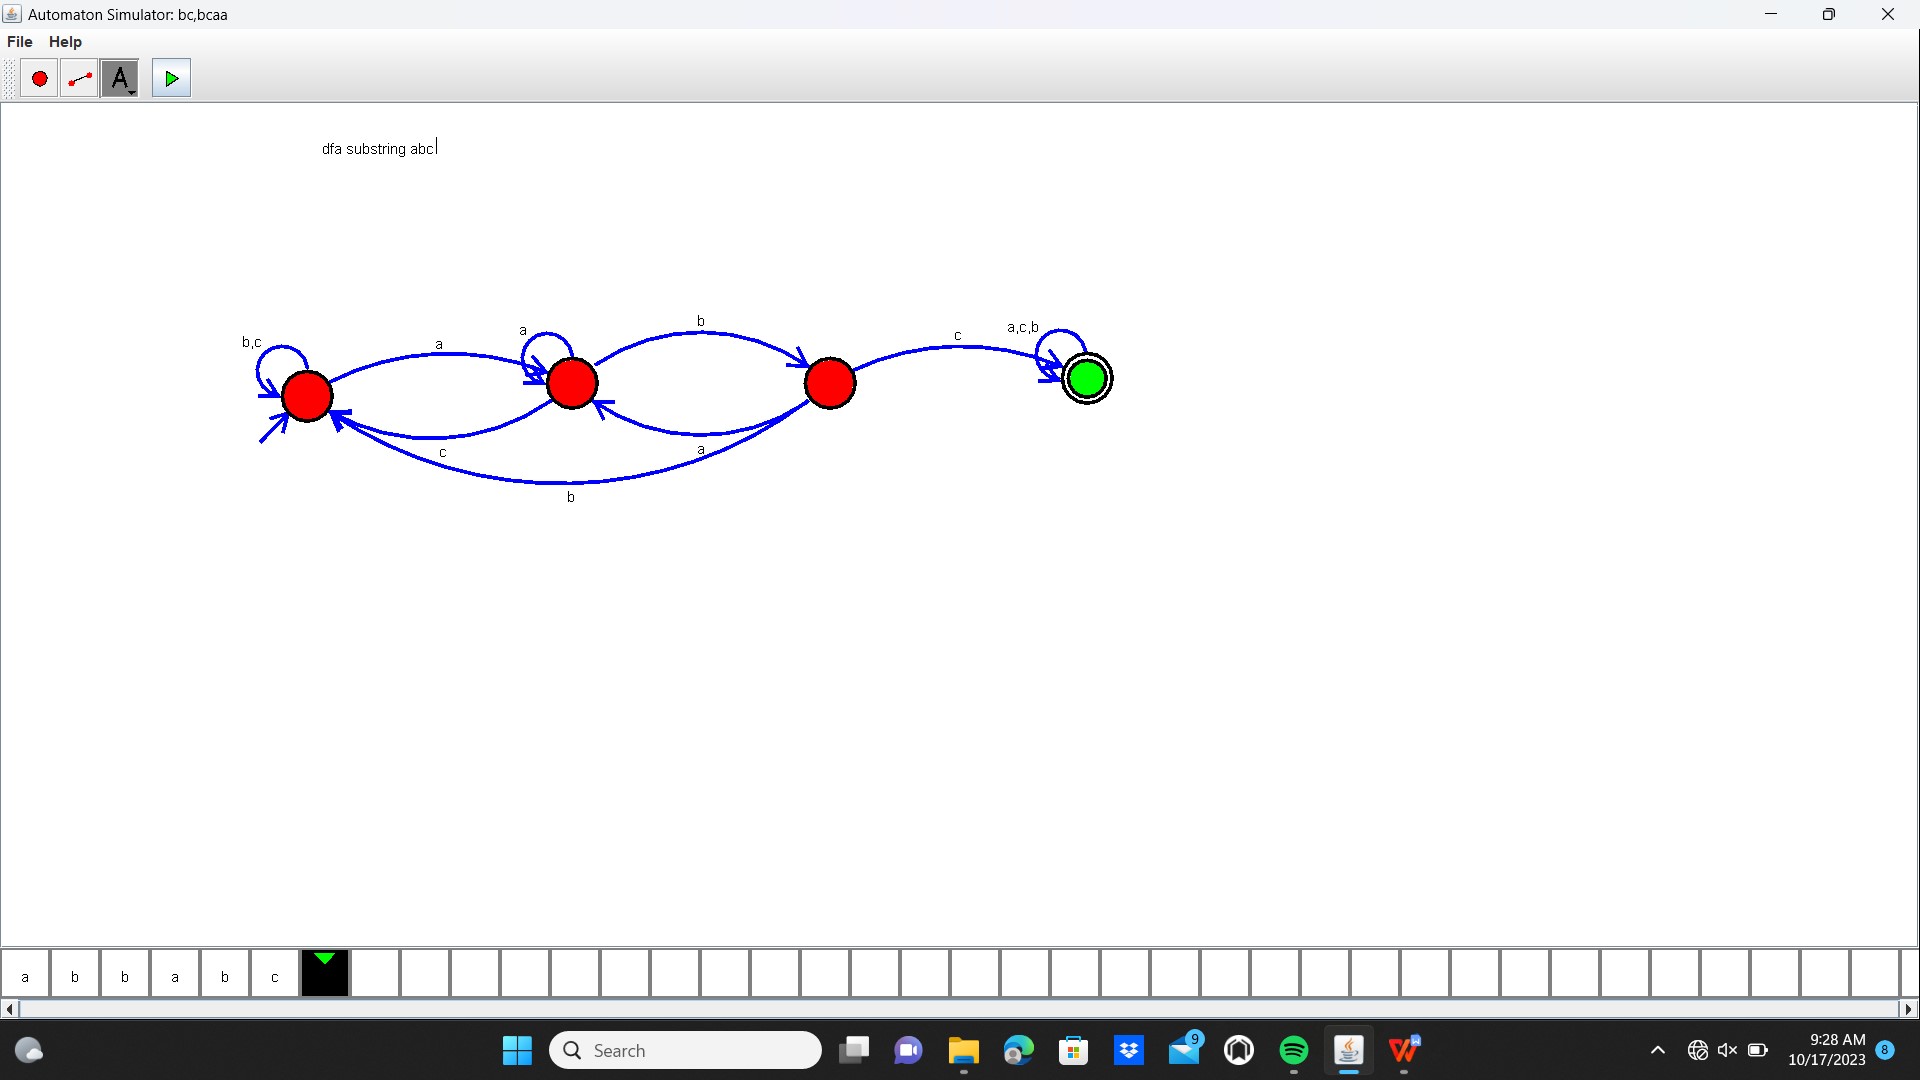 Automaton Simulator: bc,bcaa
File Help
A
dfa substring abc
b,c
a
a
b
c
a,c,b
c
a
b
a b b a b c
Search
9
9:28 AM
10/17/2023
8